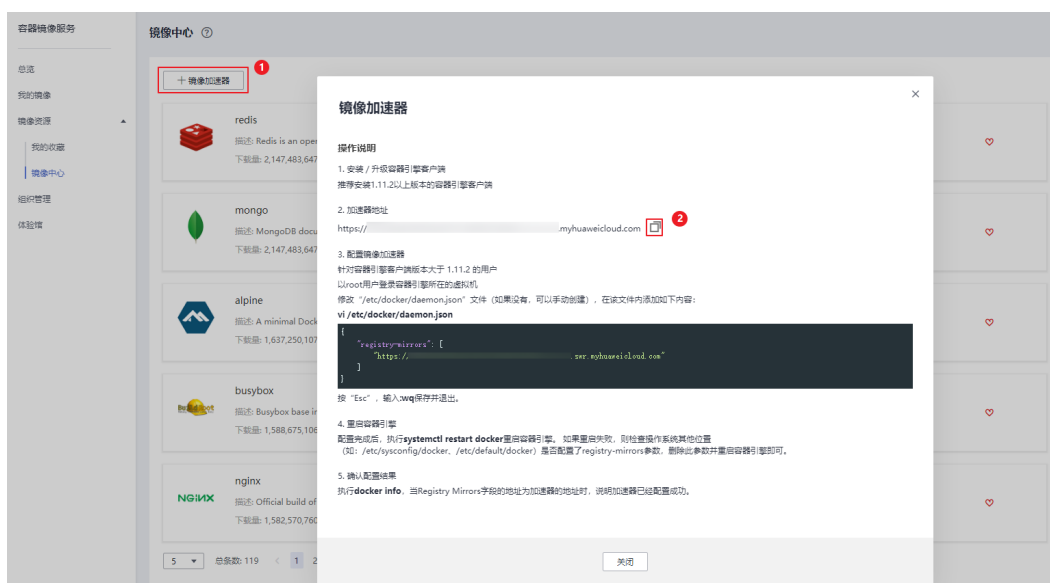 容器镜像服务
总览
我的镜像
镜像资源
我的收藏
镜像中心
组织管理
体验馆
镜像中心
+ 镜像加速器
1
redis
描述: Redis is an oper
下载量: 2,147,483,647
mongo
描述: MongoDB docu
下载量: 2,147,483,647
alpine
描述: A minimal Dock
下载量: 1,637,250,107
busybox
描述: Busybox base ir
下载量: 1,588,675,106
NGINX
nginx
描述: Official build of
下载量: 1,582,570,760
5
总条数: 119
1
2
镜像加速器
操作说明
1. 安装 / 升级容器引擎客户端
推荐安装1.11.2以上版本的容器引擎客户端
2. 加速器地址
https://
.myhuaweicloud.com
2
3. 配置镜像加速器
针对容器引擎客户端版本大于 1.11.2 的用户
以root用户登录容器引擎所在的虚拟机
修改 "/etc/docker/daemon.json" 文件（如果没有，可以手动创建），在该文件内添加如下内容：
vi /etc/docker/daemon.json
{
"registry-mirrors": [
"https://
.swr.myhuaweicloud.com"
]
}
按 "Esc"，输入:wq保存并退出。
4. 重启容器引擎
配置完成后，执行systemctl restart docker重启容器引擎。 如果重启失败，则检查操作系统其他位置
（如：/etc/sysconfig/docker、/etc/default/docker）是否配置了registry-mirrors参数，删除此参数并重启容器引擎即可。
5. 确认配置结果
执行docker info，当Registry Mirrors字段的地址为加速器的地址时，说明加速器已经配置成功。
关闭